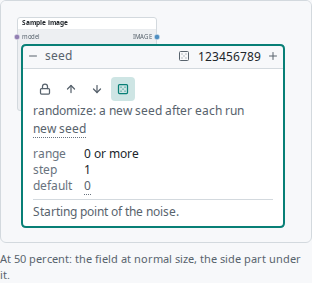 Sample image
model IMAGE
− seed 123456789 +
randomize: a new seed after each run
new seed
range 0 or more
step 1
default 0
Starting point of the noise.
At 50 percent: the field at normal size, the side part under
it.